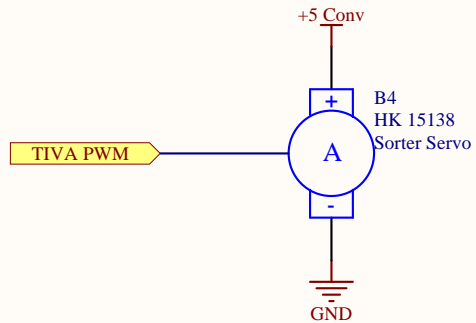 +5 Conv
+
B4
HK 15138
Sorter Servo
TIVA PWM
A
-
GND